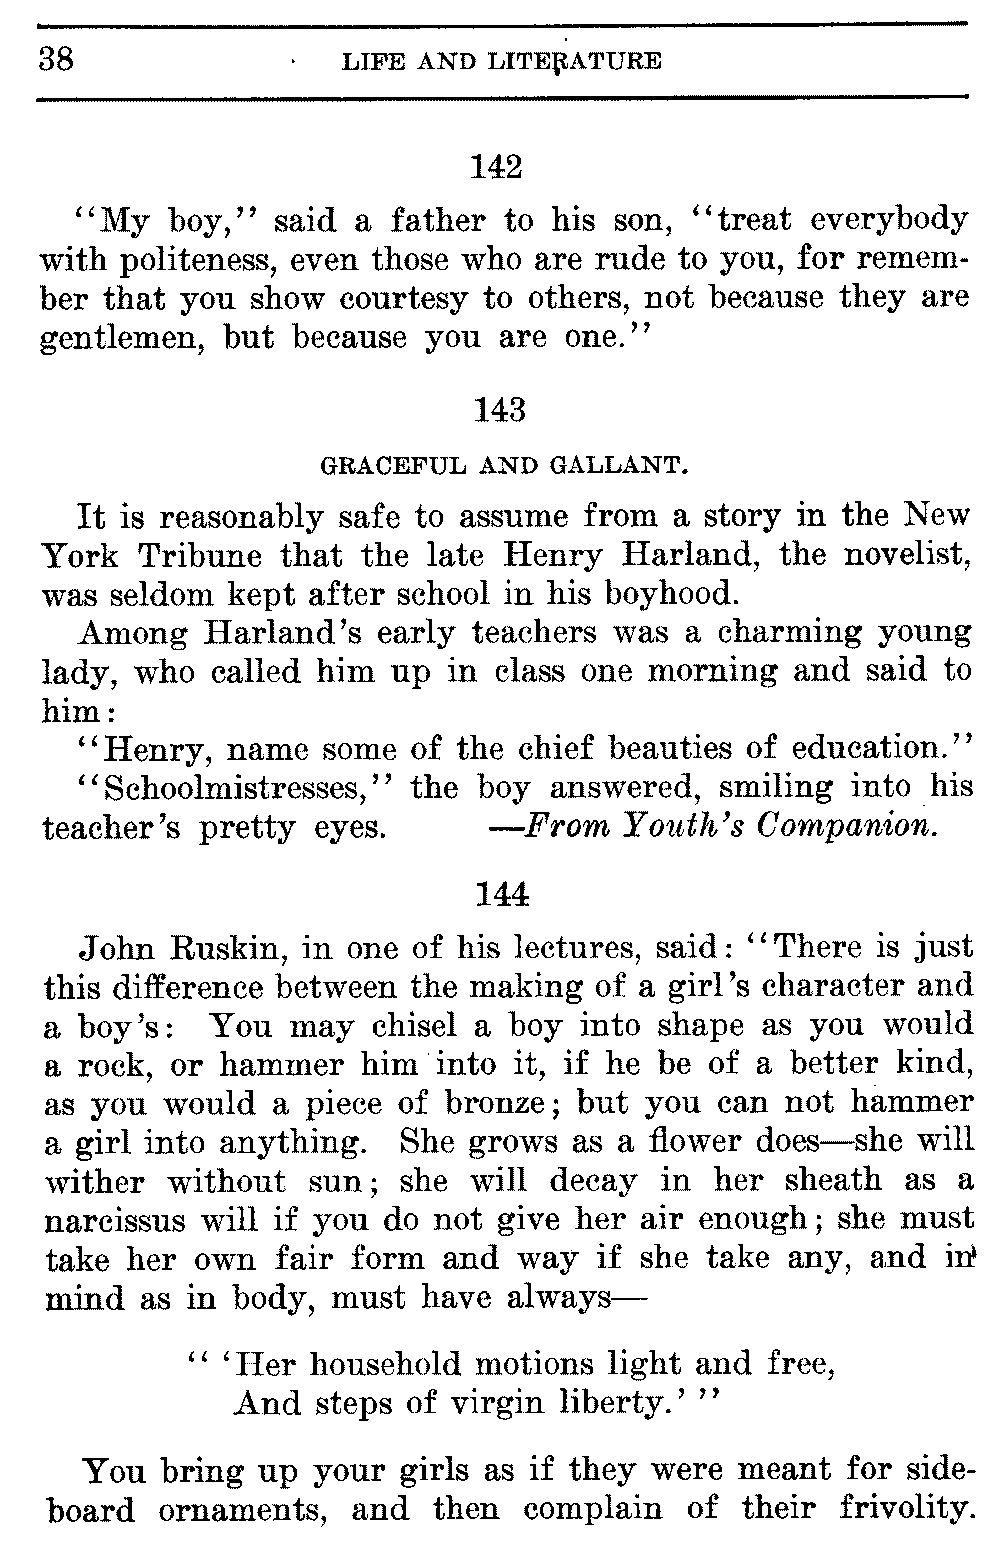 38 LIFE AND LITERATURE
142
"My boy," said a father to his son, "treat everybody
with politeness, even those who are rude to you, for remem-
ber that you show courtesy to others, not because they are
gentlemen, but because you are one."
143
GRACEFUL AND GALLANT.
It is reasonably safe to assume from a story in the New
York Tribune that the late Henry Harland, the novelist,
was seldom kept after school in his boyhood.
Among Harland's early teachers was a charming young
lady, who called him up in class one morning and said to
him:
"Henry, name some of the chief beauties of education."
"Schoolmistresses," the boy answered, smiling into his
teacher's pretty eyes. —From Youth's Companion.
144
John Ruskin, in one of his lectures, said: "There is just
this difference between the making of a girl's character and
a boy's: You may chisel a boy into shape as you would
a rock, or hammer him into it, if he be of a better kind,
as you would a piece of bronze; but you can not hammer
a girl into anything. She grows as a flower does—she will
wither without sun; she will decay in her sheath as a
narcissus will if you do not give her air enough; she must
take her own fair form and way if she take any, and in
mind as in body, must have always—
" 'Her household motions light and free,
And steps of virgin liberty.' "
You bring up your girls as if they were meant for side-
board ornaments, and then complain of their frivolity.